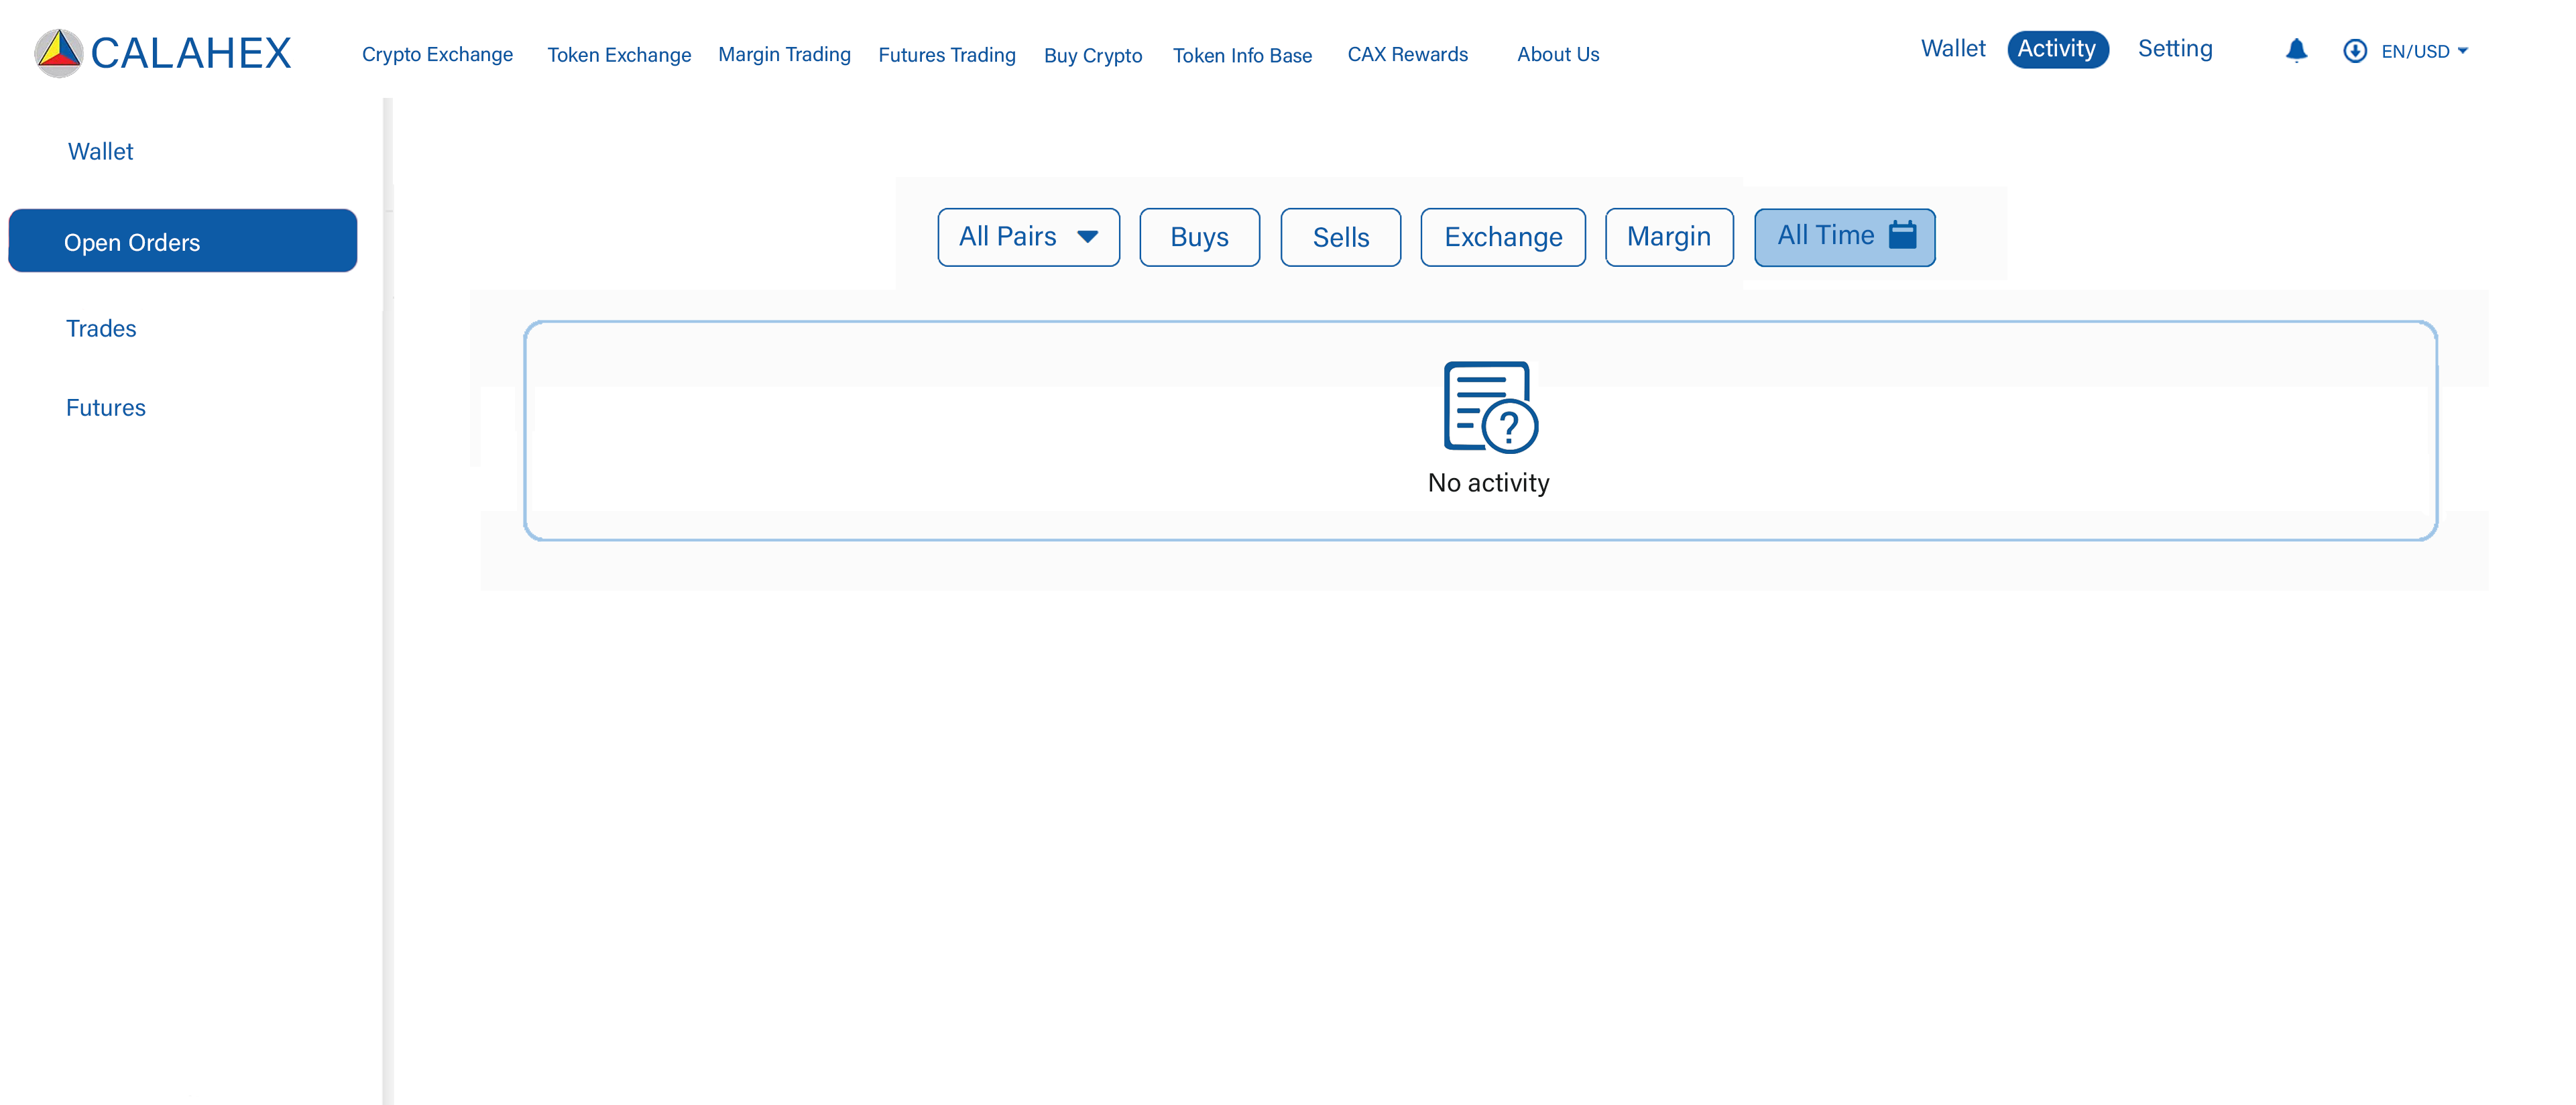 CALAHEX Crypto Exchange Token Exchange Margin Trading Futures Trading Buy Crypto Token Info Base CAX Rewards About Us Wallet Activity Setting EN/USD
Wallet
Open Orders
Trades
Futures
All Pairs Buys Sells Exchange Margin All Time
?
No activity